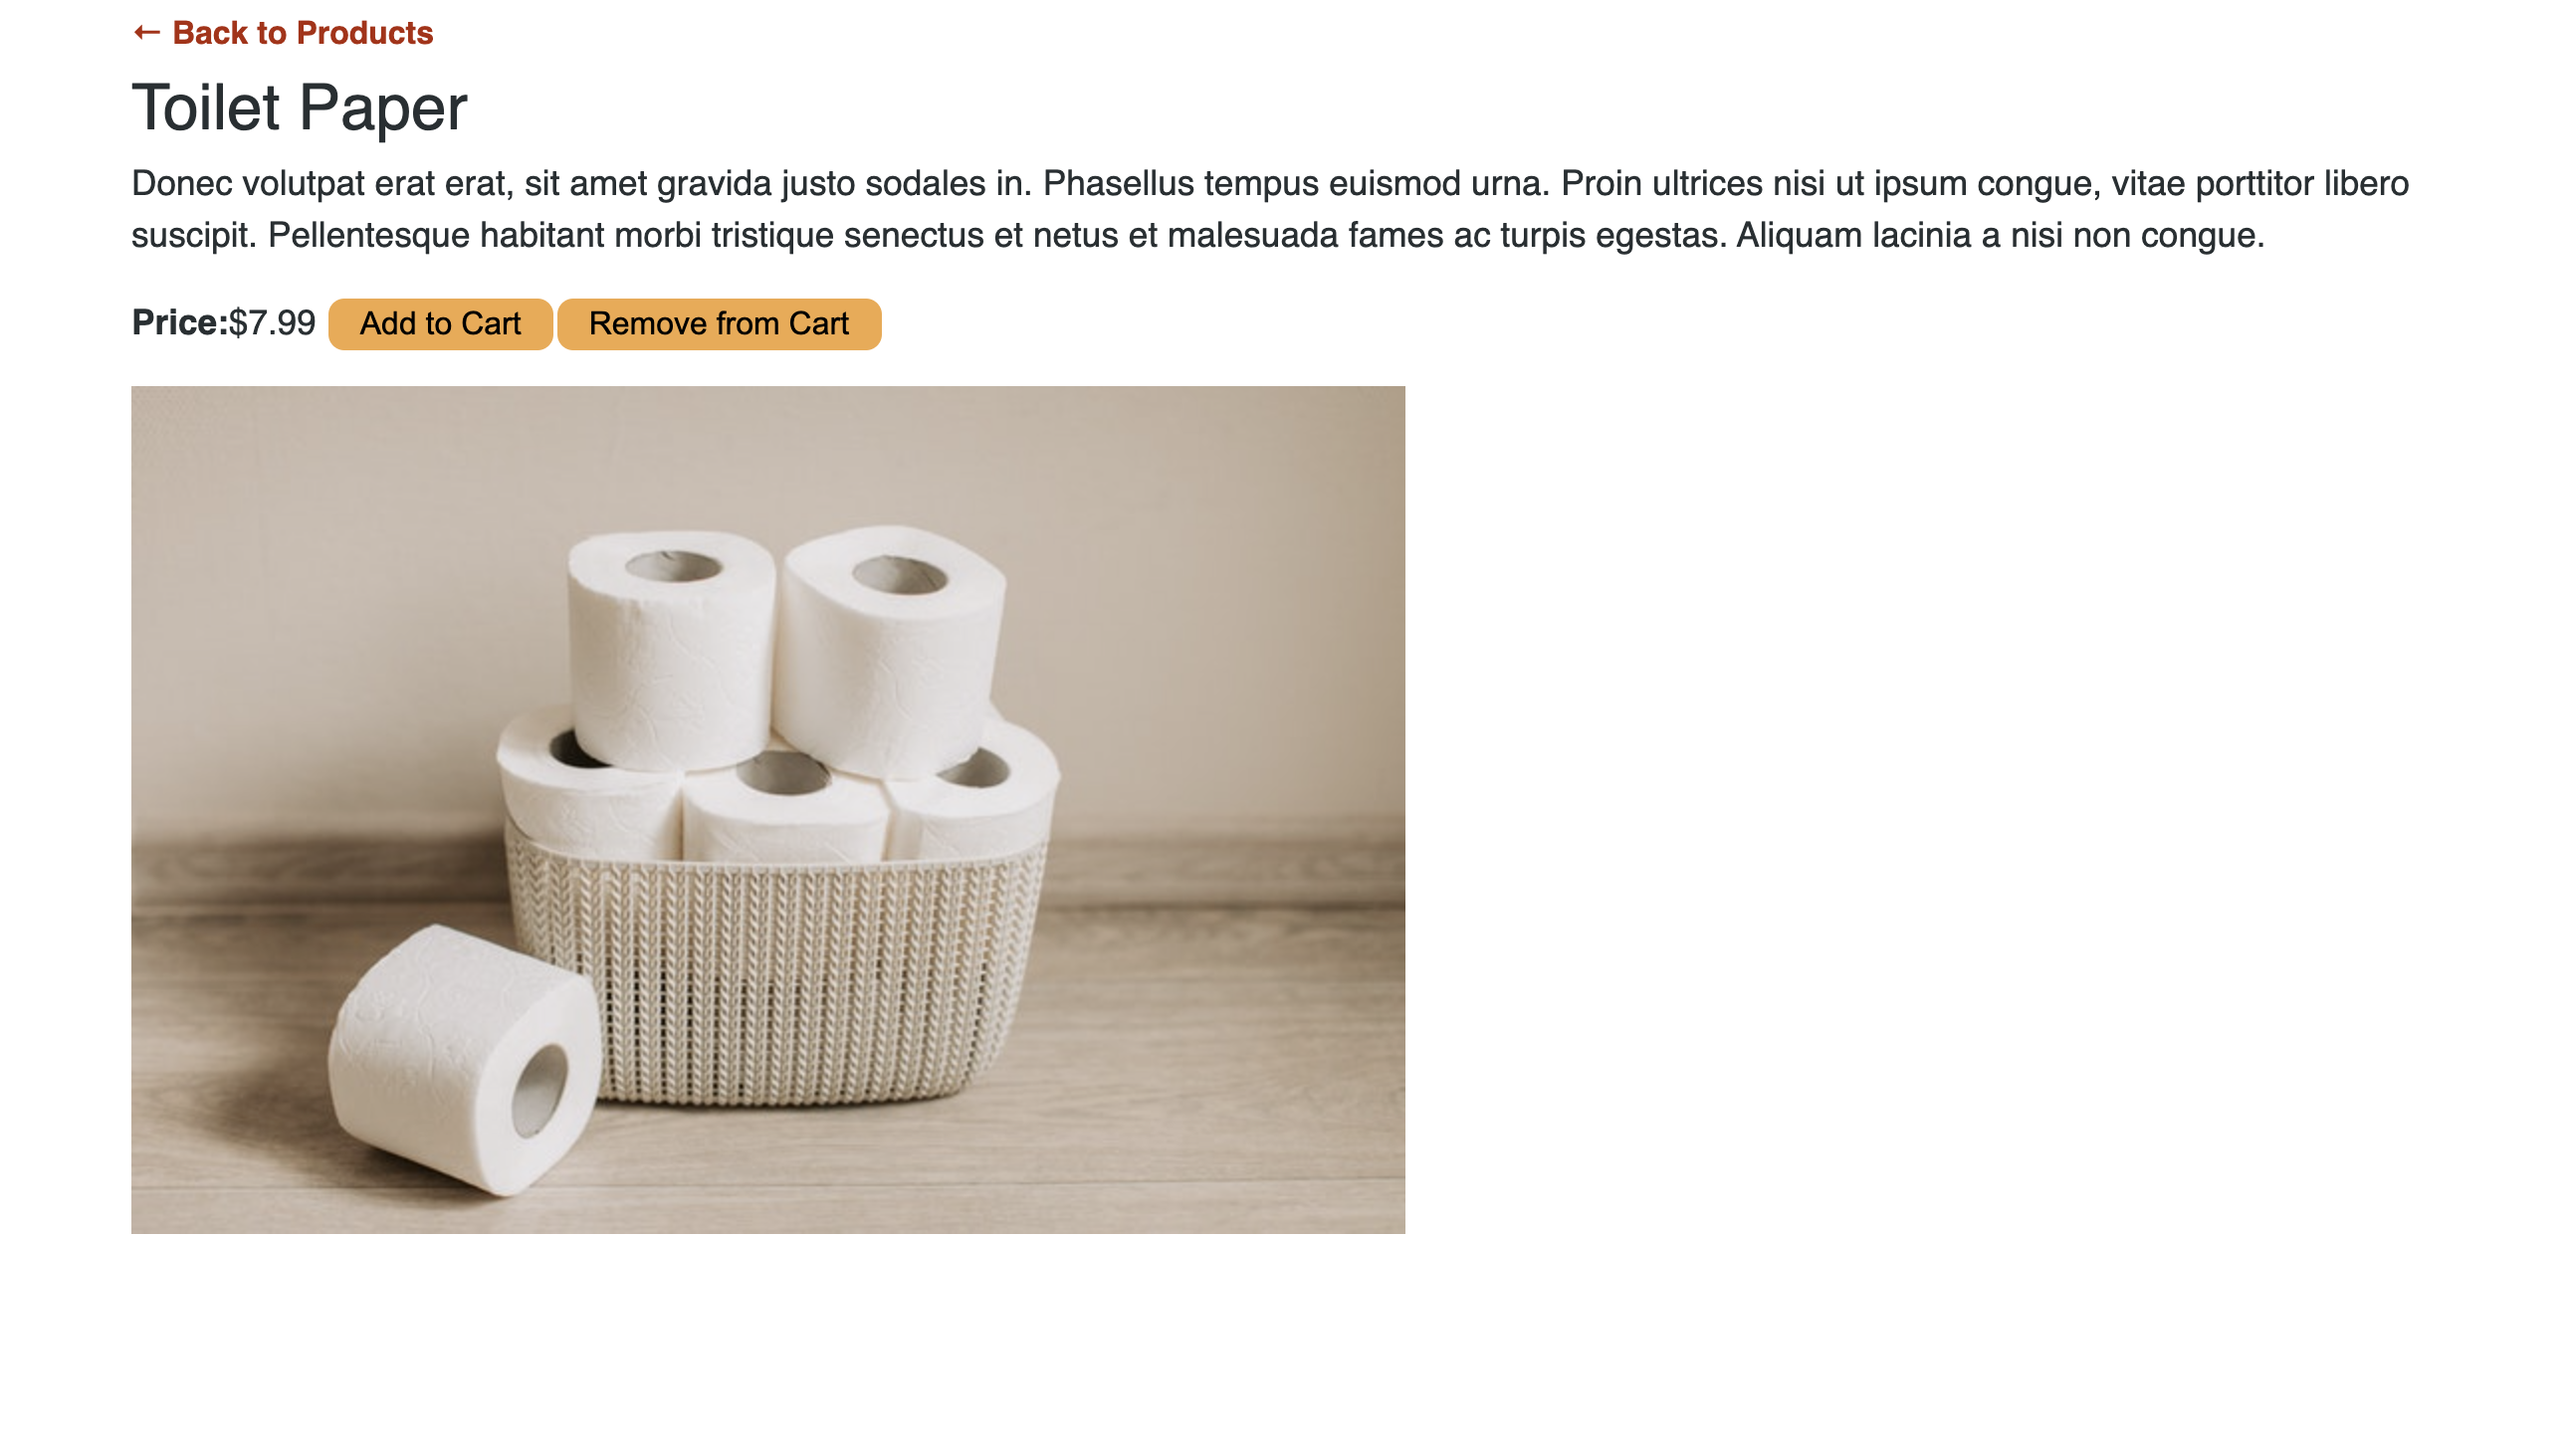 ← Back to Products
Toilet Paper
Donec volutpat erat erat, sit amet gravida justo sodales in. Phasellus tempus euismod urna. Proin ultrices nisi ut ipsum congue, vitae porttitor libero
suscipit. Pellentesque habitant morbi tristique senectus et netus et malesuada fames ac turpis egestas. Aliquam lacinia a nisi non congue.
Price:$7.99 Add to Cart Remove from Cart